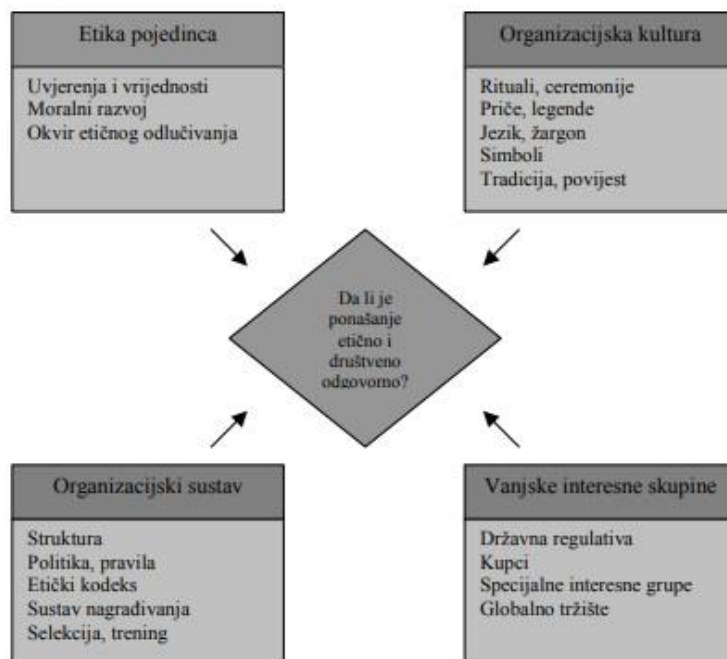 Etika pojedinca
Uvjerenja i vrijednosti
Moralni razvoj
Okvir etičnog odlučivanja
Organizacijska kultura
Rituali, ceremonije
Priče, legende
Jezik, žargon
Simboli
Tradicija, povijest
Da li je
ponašanje
etično i
društveno
odgovorno?
Organizacijski sustav
Struktura
Politika, pravila
Etički kodeks
Sustav nagrađivanja
Selekcija, trening
Vanjske interesne skupine
Državna regulativa
Kupci
Specijalne interesne grupe
Globalno tržište